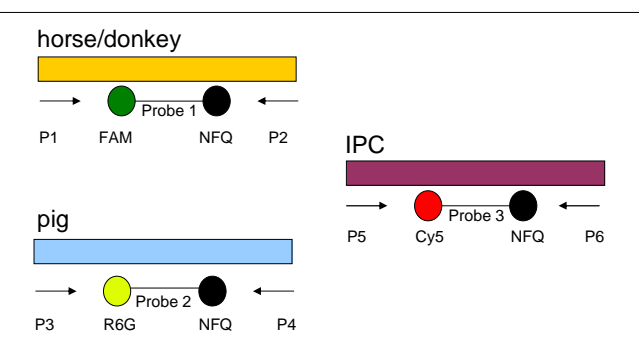 horse/donkey
Probe 1
P1 FAM NFQ P2
IPC
Probe 3
P5 Cy5 NFQ P6
pig
Probe 2
P3 R6G NFQ P4